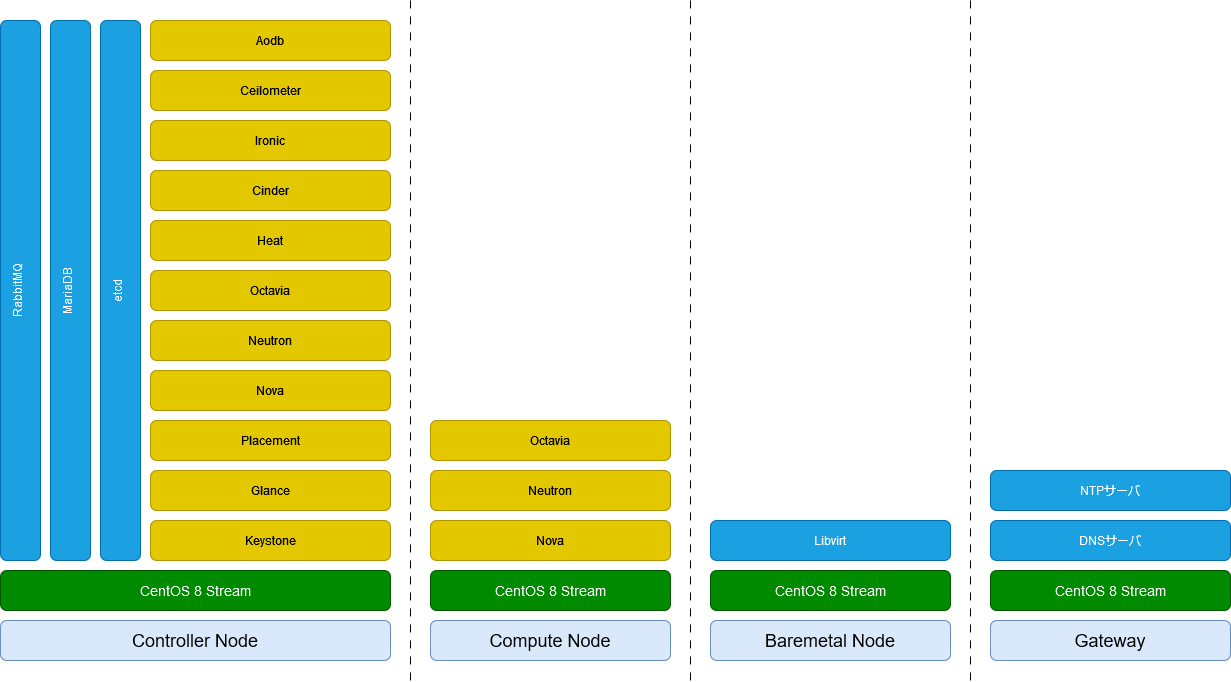 RabbitMQ
MariaDB
etcd
Aodb
Ceilometer
Ironic
Cinder
Heat
Octavia
Neutron
Nova
Placement
Glance
Keystone
CentOS 8 Stream
Controller Node
Octavia
Neutron
Nova
CentOS 8 Stream
Compute Node
Libvirt
CentOS 8 Stream
Baremetal Node
NTPサーバ
DNSサーバ
CentOS 8 Stream
Gateway